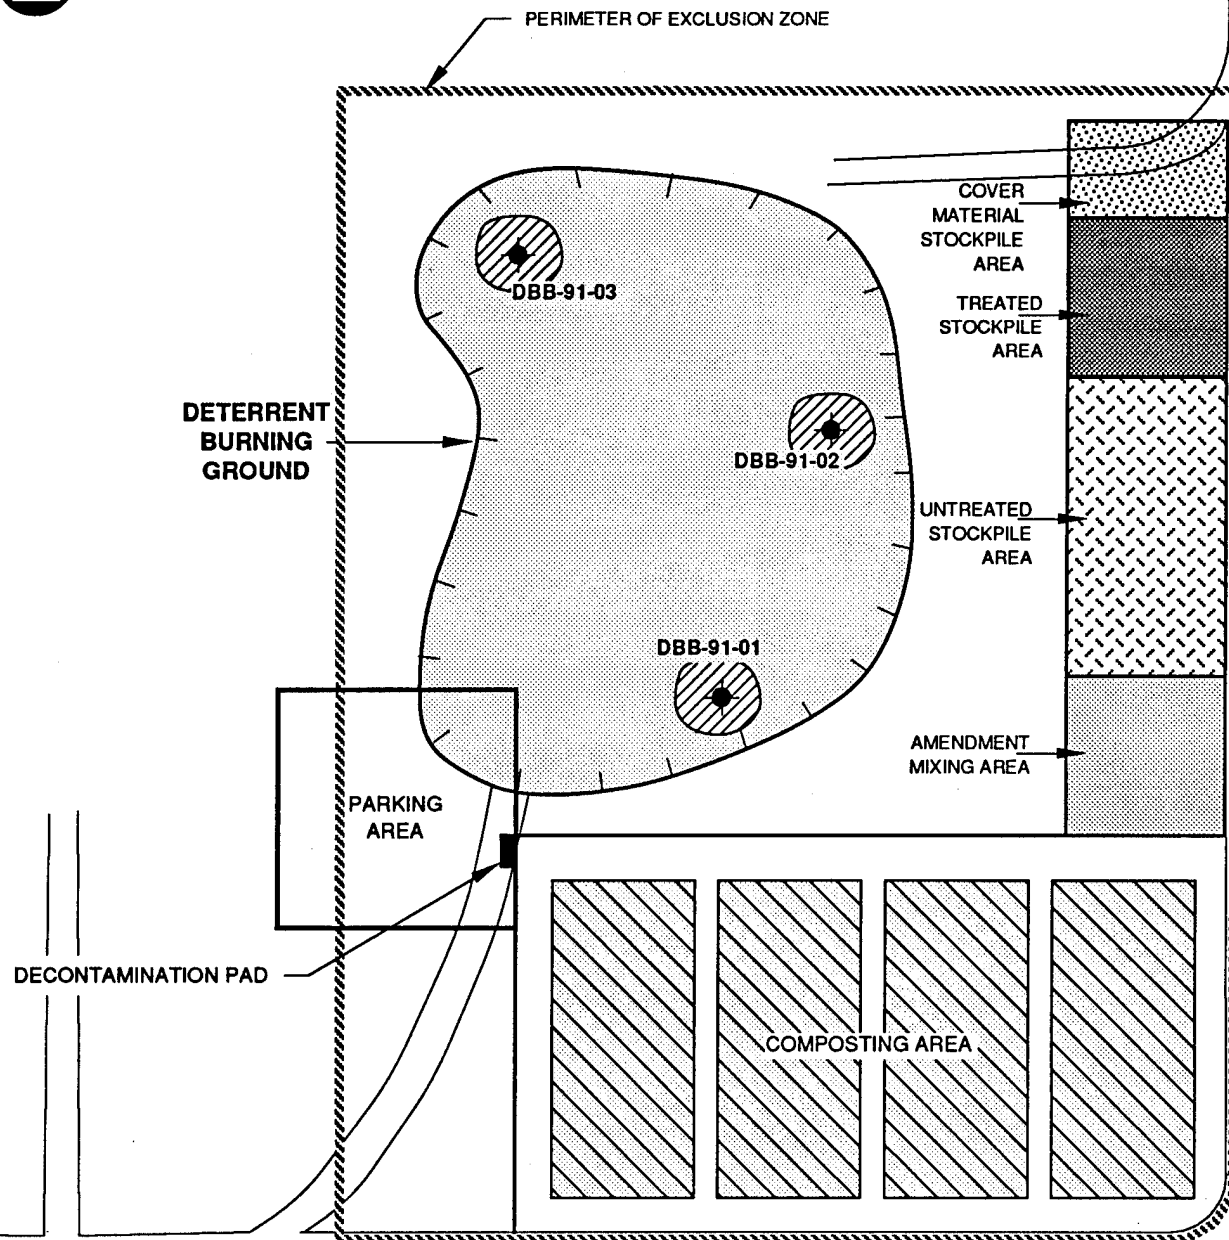 PERIMETER OF EXCLUSION ZONE
COVER
MATERIAL
STOCKPILE
AREA
DBB-91-03
TREATED
STOCKPILE
AREA
DETERRENT
BURNING
GROUND
DBB-91-02
UNTREATED
STOCKPILE
AREA
DBB-91-01
AMENDMENT
MIXING AREA
PARKING
AREA
DECONTAMINATION PAD
COMPOSTING AREA